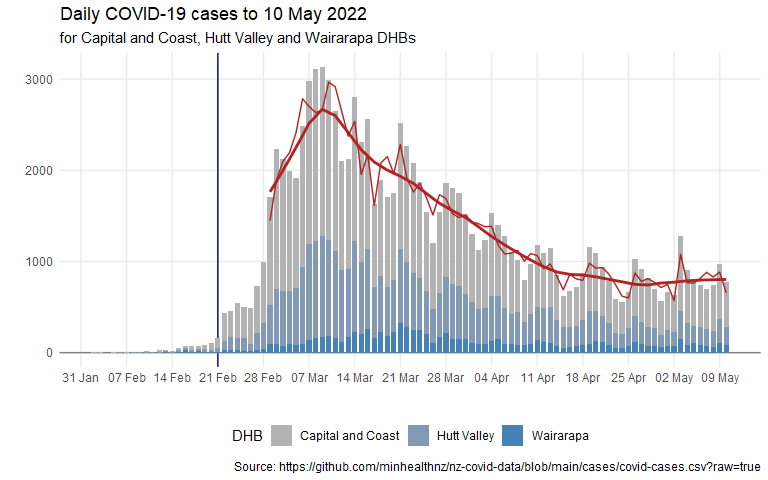 Daily COVID-19 cases to 10 May 2022
for Capital and Coast, Hutt Valley and Wairarapa DHBs
3000
2000
1000
0
31 Jan 07 Feb 14 Feb 21 Feb 28 Feb 07 Mar 14 Mar 21 Mar 28 Mar 04 Apr 11 Apr 18 Apr 25 Apr 02 May 09 May
DHB Capital and Coast Hutt Valley Wairarapa
Source: https://github.com/minhealthnz/nz-covid-data/blob/main/cases/covid-cases.csv?raw=true